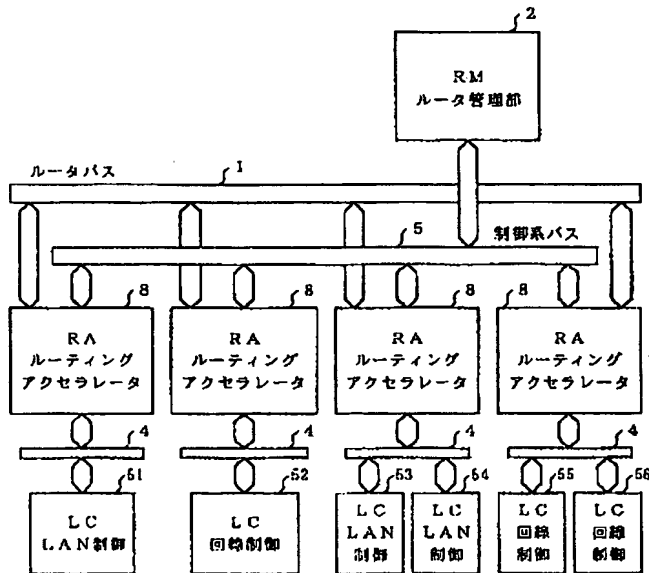 2
RM
ルータ管理部
ルータバス
1
5
制御系バス
8
8
8
8
RA
ルーティング
アクセラレータ
RA
ルーティング
アクセラレータ
RA
ルーティング
アクセラレータ
RA
ルーティング
アクセラレータ
4
4
4
4
51
52
53
54
55
56
LC
LAN制御
LC
回線制御
LC
LAN
制御
LC
LAN
制御
LC
回線
制御
LC
回線
制御